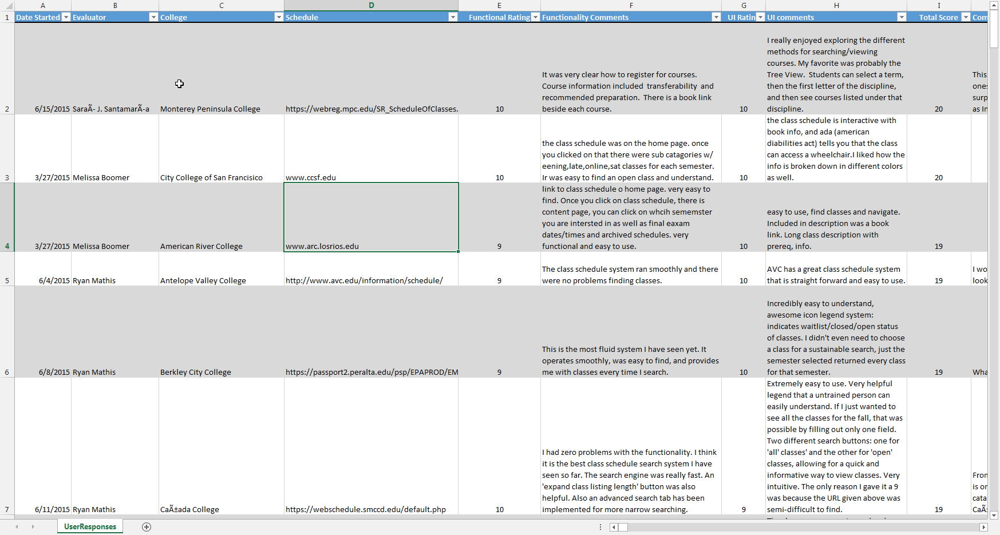 A B C D E F G H I
1 Date Started Evaluator College Schedule Functional Rating Functionality Comments UI Ratin UI comments Total Score Com
I really enjoyed exploring the different
methods for searching/viewing
courses. My favorite was probably the
Tree View.  Students can select a term,
then the first letter of the discipline,
and then see courses listed under that
discipline.
It was very clear how to register for courses.
Course information included  transferability  and
recommended preparation.  There is a book link
beside each course.
This
ones
surp
as In
2 6/15/2015 SaraÃ- J. SantamarÃ-a Monterey Peninsula College https://webreg.mpc.edu/SR_ScheduleOfClasses. 10 10 20
the class schedule was on the home page. once
you clicked on that there were sub catagories w/
eening,late,online,sat classes for each semester.
Ir was easy to find an open class and understand.
the class schedule is interactive with
book info, and ada (american
diabilities act) tells you that the class
can access a wheelchair.I liked how the
info is broken down in different colors
as well.
3 3/27/2015 Melissa Boomer City College of San Francisico www.ccsf.edu 10 10 20
link to class schedule o home page. very easy to
find. Once you click on class schedule, there is
content page, you can click on whcih sememster
you are intersted in as well as final eaxam
dates/times and archived schedules. very
functional and easy to use.
easy to use, find classes and navigate.
Included in description was a book
link. Long class description with
prereq, info.
4 3/27/2015 Melissa Boomer American River College www.arc.losrios.edu 9 10 19
The class schedule system ran smoothly and there
were no problems finding classes.
AVC has a great class schedule system
that is straight forward and easy to use.
I wo
look
5 6/4/2015 Ryan Mathis Antelope Valley College http://www.avc.edu/information/schedule/ 9 10 19
This is the most fluid system I have seen yet. It
operates smoothly, was easy to find, and provides
me with classes every time I search.
Incredibly easy to understand,
awesome icon legend system:
indicates waitlist/closed/open status
of classes. I didn't even need to choose
a class for a sustainable search, just the
semester selected returned every class
for that semester.
6 6/8/2015 Ryan Mathis Berkley City College https://passport2.peralta.edu/psp/EPAPROD/EM 9 10 19 Wha
I had zero problems with the functionality. I think
it is the best class schedule search system I have
seen so far. The search engine was really fast. An
'expand class listing length' button was also
helpful. Also an advanced search tab has been
implemented for more narrow searching.
Extremely easy to use. Very helpful
legend that a untrained person can
easily understand. If I just wanted to
see all the classes for the fall, that was
possible by filling out only one field.
Two different search buttons: one for
'all' classes' and the other for 'open'
classes, allowing for a quick and
informative way to view classes. Very
intuitive. The only reason I gave it a 9
was because the URL given above was
semi-difficult to find.
From
is or
cata
CaÃ±
7 6/11/2015 Ryan Mathis CaÃ±ada College https://webschedule.smccd.edu/default.php 10 9 19
UserResponses